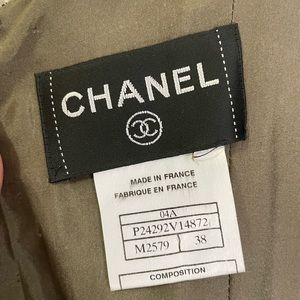 CHANEL
MADE IN FRANCE
FABRIQUE EN FRANCE
04A
P24292V14872
M2579 38
COMPOSITION